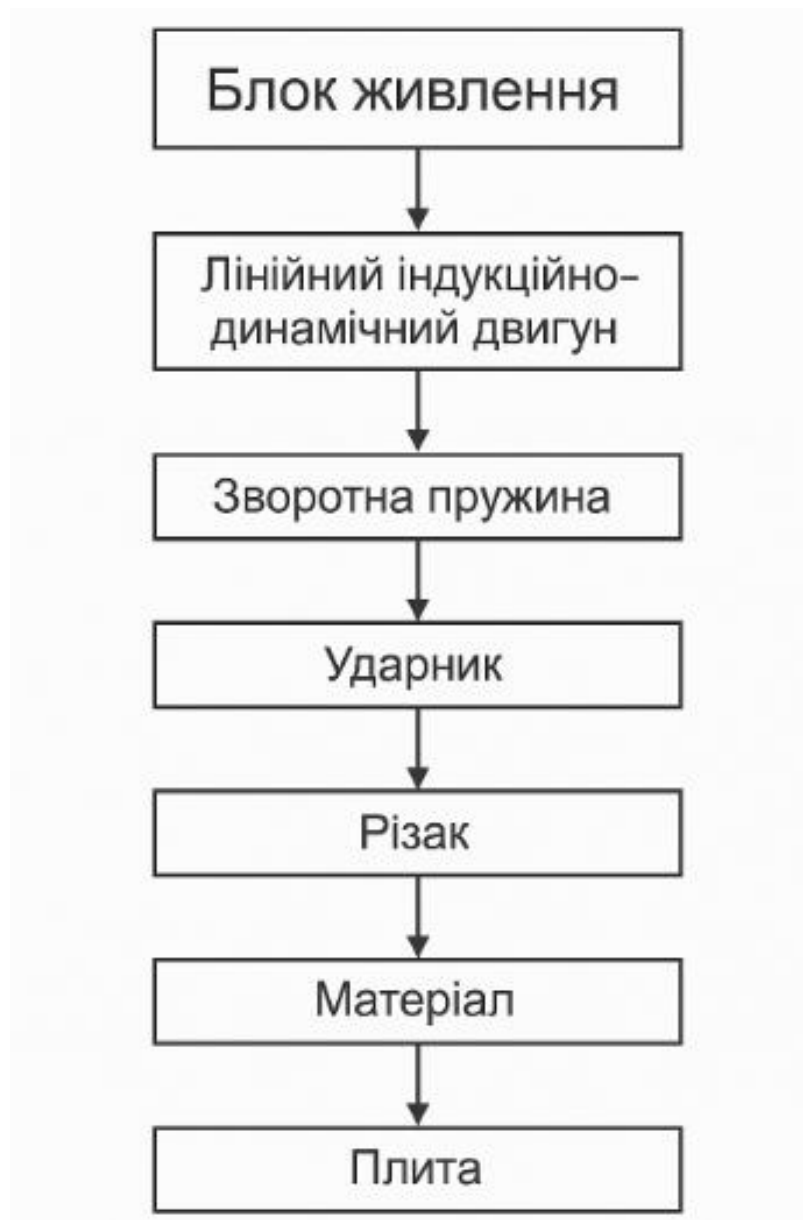 Блок живлення
Лінійний індукційно–
динамічний двигун
Зворотна пружина
Ударник
Різак
Матеріал
Плита